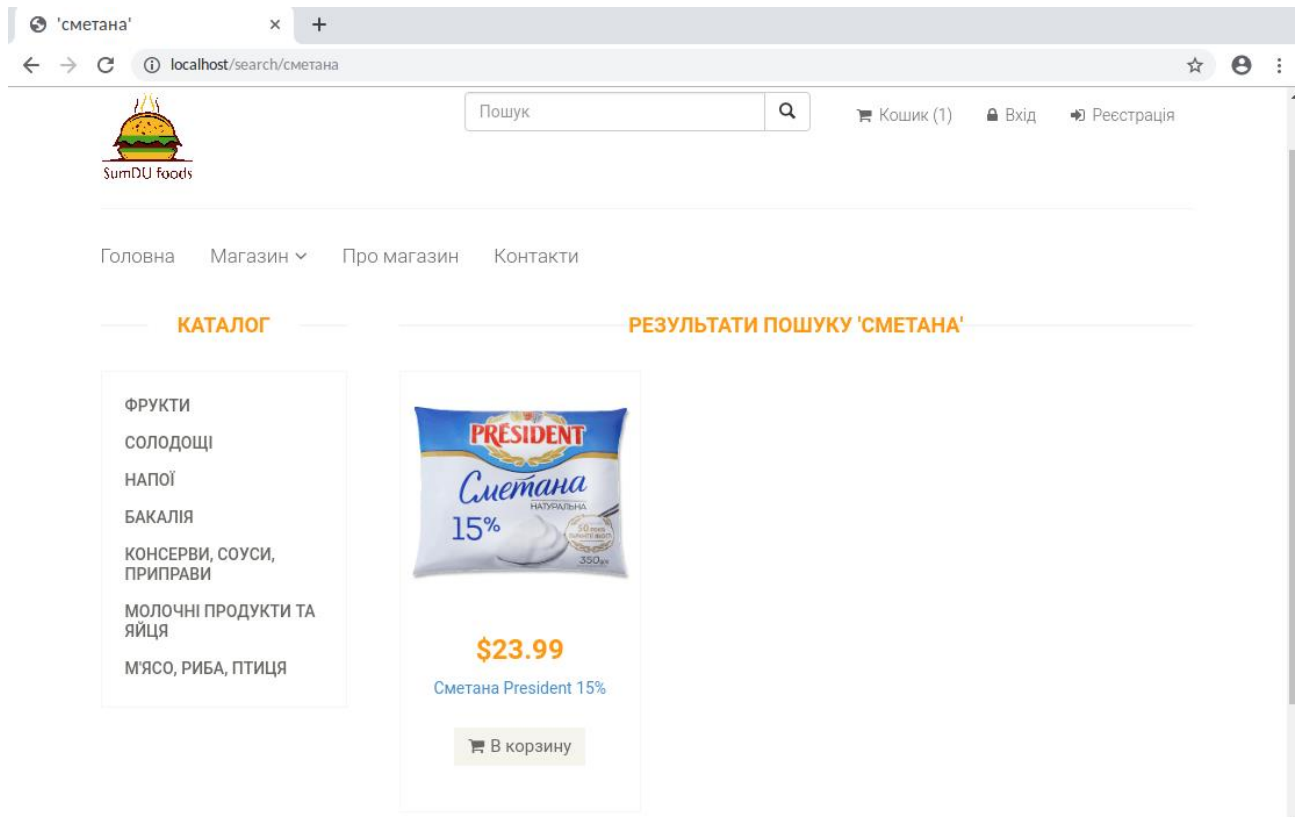 'сметана'
localhost/search/сметана
SumDU foods
Пошук
Кошик (1)
Вхід
Реєстрація
Головна Магазин Про магазин Контакти
КАТАЛОГ
ФРУКТИ
СОЛОДОЩІ
НАПОЇ
БАКАЛІЯ
КОНСЕРВИ, СОУСИ,
ПРИПРАВИ
МОЛОЧНІ ПРОДУКТИ ТА
ЯЙЦЯ
М'ЯСО, РИБА, ПТИЦЯ
РЕЗУЛЬТАТИ ПОШУКУ 'СМЕТАНА'
PRÉSIDENT
Сметана
НАТУРАЛЬНА
15%
350
$23.99
Сметана President 15%
В корзину